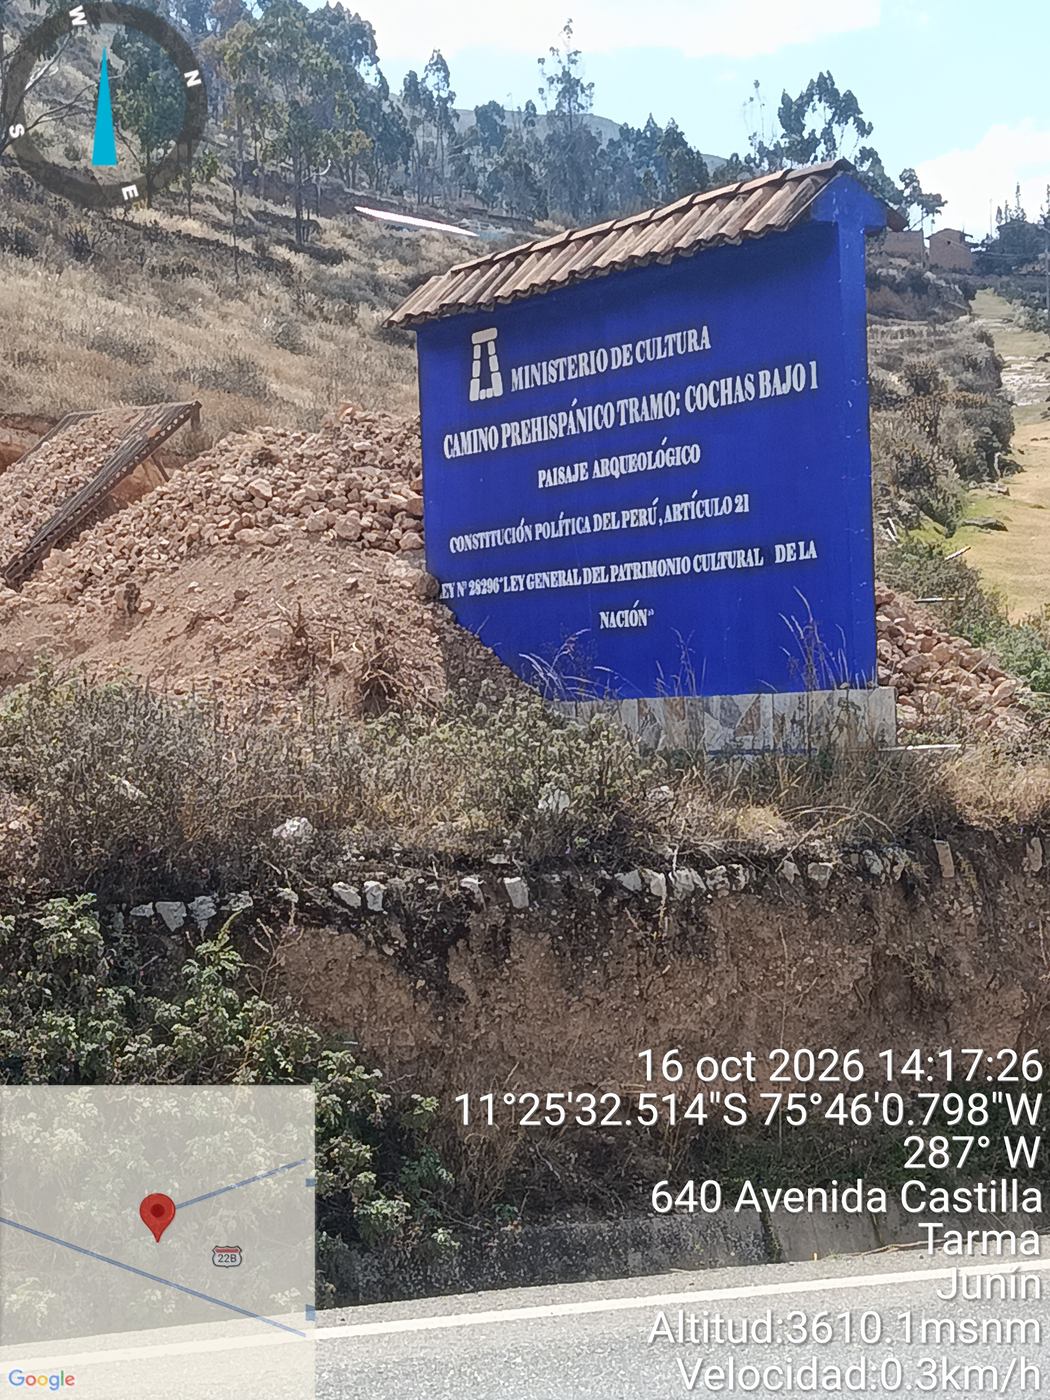 W
N
S
E
MINISTERIO DE CULTURA
CAMINO PREHISPÁNICO TRAMO: COCHAS BAJO 1
PAISAJE ARQUEOLÓGICO
CONSTITUCIÓN POLÍTICA DEL PERÚ, ARTÍCULO 21
EY N° 28296"LEY GENERAL DEL PATRIMONIO CULTURAL DE LA
NACIÓN"
16 oct 2026 14:17:26
11°25'32.514"S 75°46'0.798"W
287° W
640 Avenida Castilla
Tarma
Junín
Altitud:3610.1msnm
Velocidad:0.3km/h
22B
Google